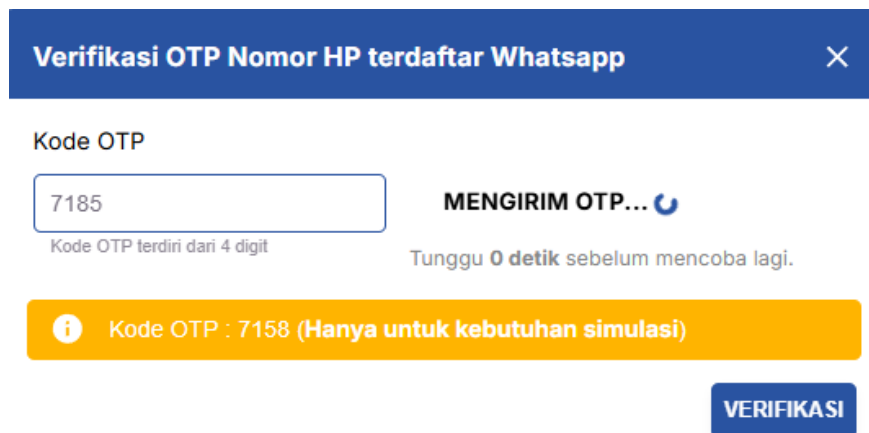 Verifikasi OTP Nomor HP terdaftar Whatsapp
Kode OTP
7185
MENGIRIM OTP...
Kode OTP terdiri dari 4 digit
Tunggu 0 detik sebelum mencoba lagi.
Kode OTP : 7158 (Hanya untuk kebutuhan simulasi)
VERIFIKASI